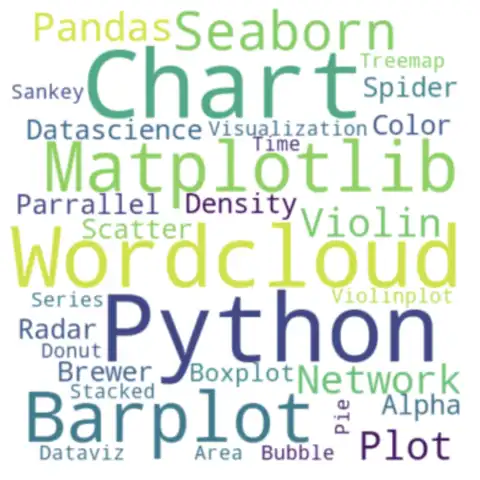 Pandas
Seaborn
Chart
Treemap
Sankey
Spider
Datascience
Visualization
Color
Time
Matplotlib
Parrallel
Density
Scatter
Violin
Wordcloud
Series
Violinplot
Python
Radar
Donut
Brewer
Boxplot
Network
Stacked
Barplot
Pie
Alpha
Plot
Dataviz
Area
Bubble